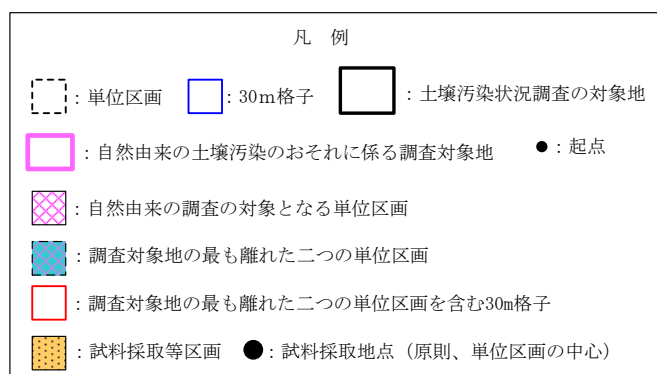 凡 例
：単位区画 ：30m格子 ：土壌汚染状況調査の対象地
：自然由来の土壌汚染のおそれに係る調査対象地 ●：起点
：自然由来の調査の対象となる単位区画
：調査対象地の最も離れた二つの単位区画
：調査対象地の最も離れた二つの単位区画を含む30m格子
：試料採取等区画 ●：試料採取地点（原則、単位区画の中心）